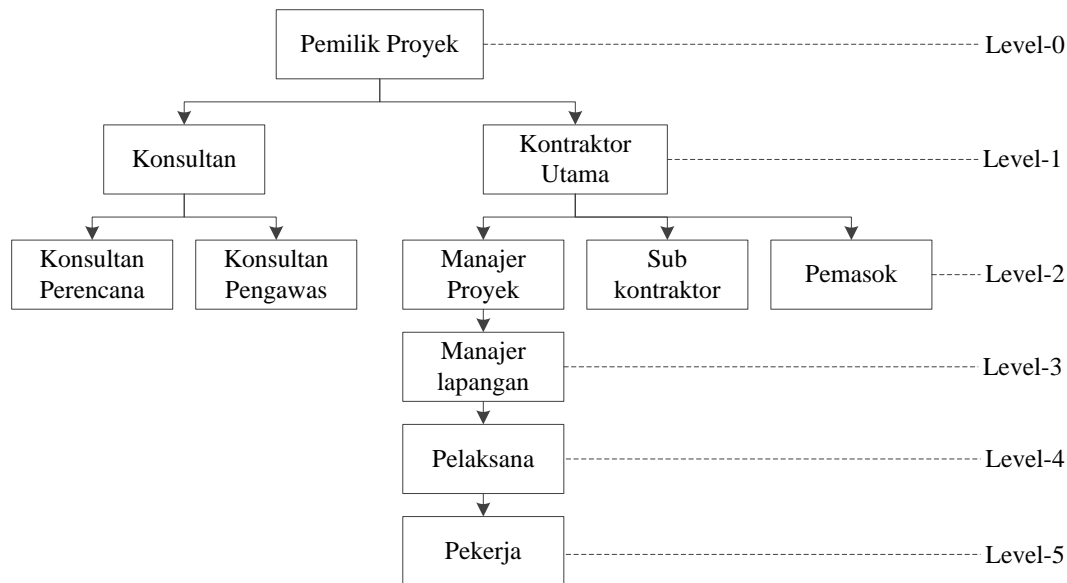 Pemilik Proyek
Level-0
Konsultan
Kontraktor
Utama
Level-1
Konsultan
Perencana
Konsultan
Pengawas
Manajer
Proyek
Sub
kontraktor
Pemasok
Level-2
Manajer
lapangan
Level-3
Pelaksana
Level-4
Pekerja
Level-5